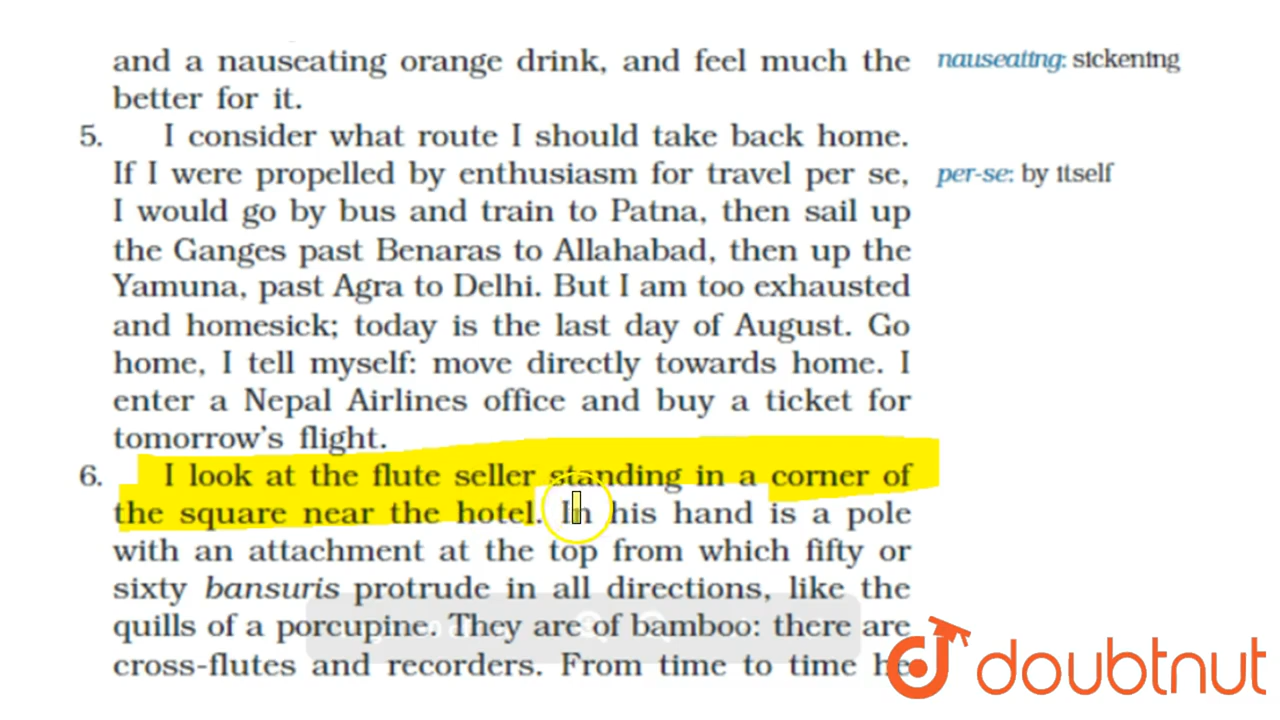 and a nauseating orange drink, and feel much the
nauseating: sickening
better for it.
5. I consider what route I should take back home.
If I were propelled by enthusiasm for travel per se,
per-se: by itself
I would go by bus and train to Patna, then sail up
the Ganges past Benaras to Allahabad, then up the
Yamuna, past Agra to Delhi. But I am too exhausted
and homesick; today is the last day of August. Go
home, I tell myself: move directly towards home. I
enter a Nepal Airlines office and buy a ticket for
tomorrow's flight.
6. I look at the flute seller standing in a corner of
the square near the hotel. In his hand is a pole
with an attachment at the top from which fifty or
sixty bansuris protrude in all directions, like the
quills of a porcupine. They are of bamboo: there are
cross-flutes and recorders. From time to time he
doubtnut